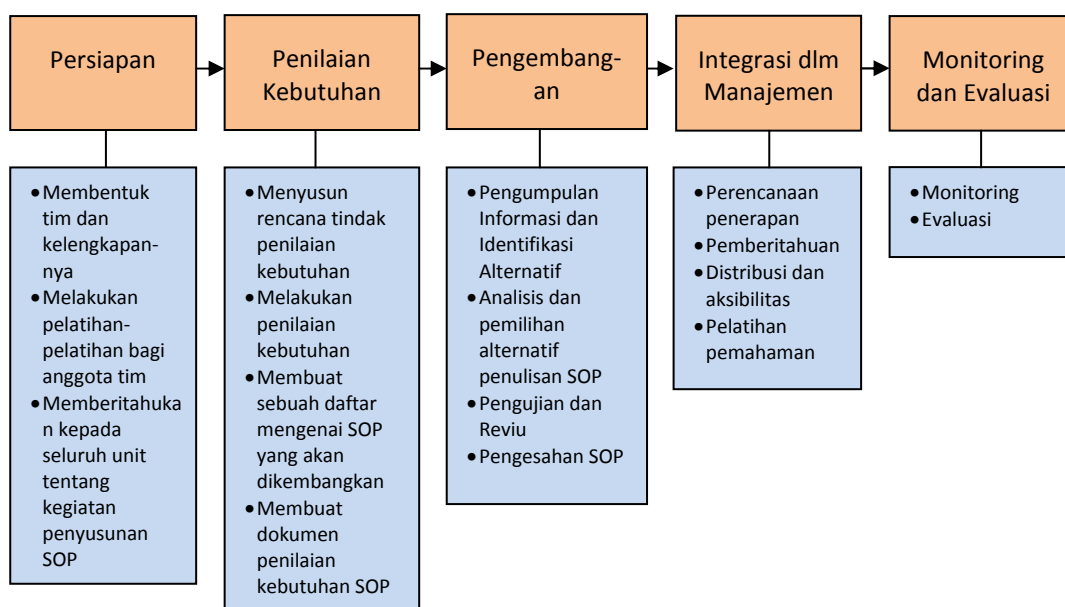 Persiapan
Penilaian
Kebutuhan
Pengembang-
an
Integrasi dlm
Manajemen
Monitoring
dan Evaluasi
• Membentuk
tim dan
kelengkapan-
nya
• Melakukan
pelatihan-
pelatihan bagi
anggota tim
• Memberitahuka
n kepada
seluruh unit
tentang
kegiatan
penyusunan
SOP
• Menyusun
rencana tindak
penilaian
kebutuhan
• Melakukan
penilaian
kebutuhan
• Membuat
sebuah daftar
mengenai SOP
yang akan
dikembangkan
• Membuat
dokumen
penilaian
kebutuhan SOP
• Pengumpulan
Informasi dan
Identifikasi
Alternatif
• Analisis dan
pemilihan
alternatif
penulisan SOP
• Pengujian dan
Reviu
• Pengesahan SOP
• Perencanaan
penerapan
• Pemberitahuan
• Distribusi dan
aksibilitas
• Pelatihan
pemahaman
• Monitoring
• Evaluasi